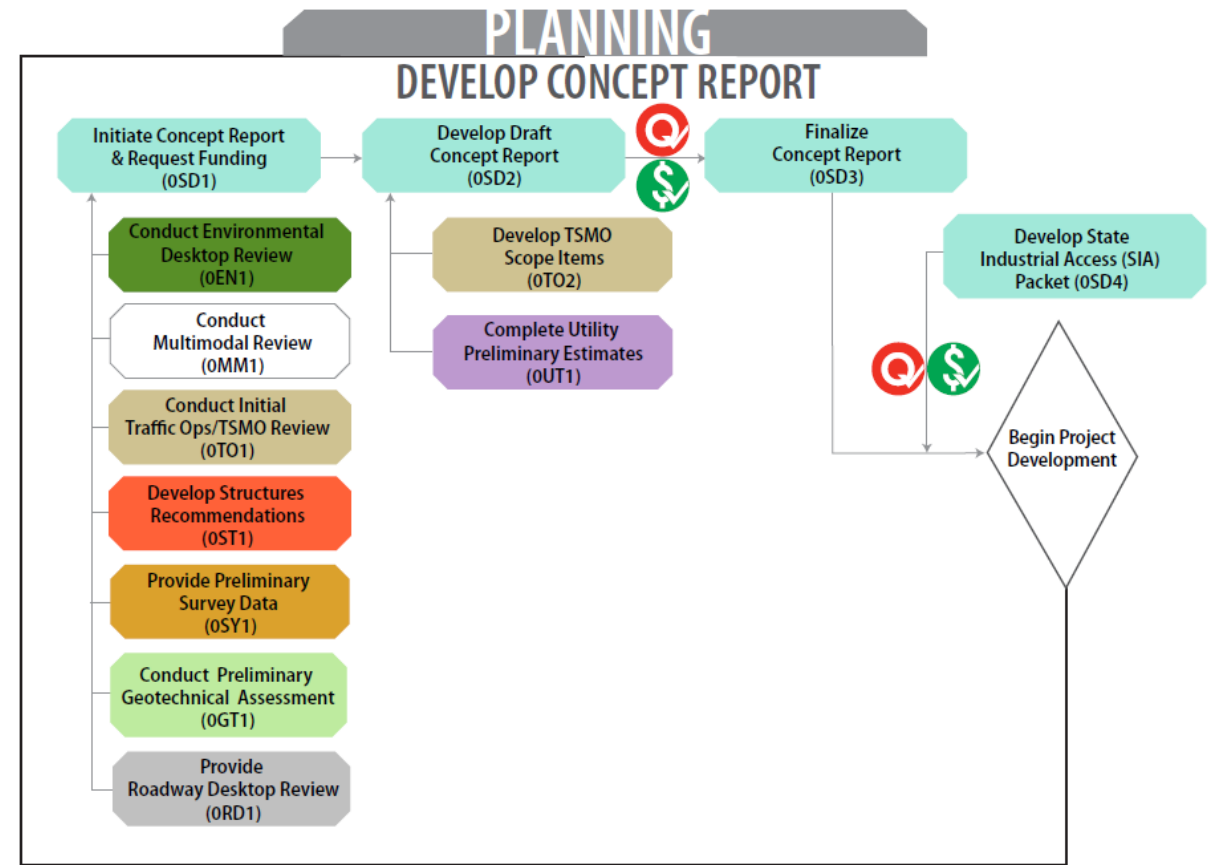 PLANNING
DEVELOP CONCEPT REPORT
Initiate Concept Report
& Request Funding
(0SD1)
Develop Draft
Concept Report
(0SD2)
Finalize
Concept Report
(0SD3)
Conduct Environmental
Desktop Review
(0EN1)
Develop TSMO
Scope Items
(0TO2)
Develop State
Industrial Access (SIA)
Packet (0SD4)
Conduct
Multimodal Review
(0MM1)
Complete Utility
Preliminary Estimates
(0UT1)
Conduct Initial
Traffic Ops/TSMO Review
(0TO1)
Begin Project
Development
Develop Structures
Recommendations
(0ST1)
Provide Preliminary
Survey Data
(0SY1)
Conduct Preliminary
Geotechnical Assessment
(0GT1)
Provide
Roadway Desktop Review
(0RD1)